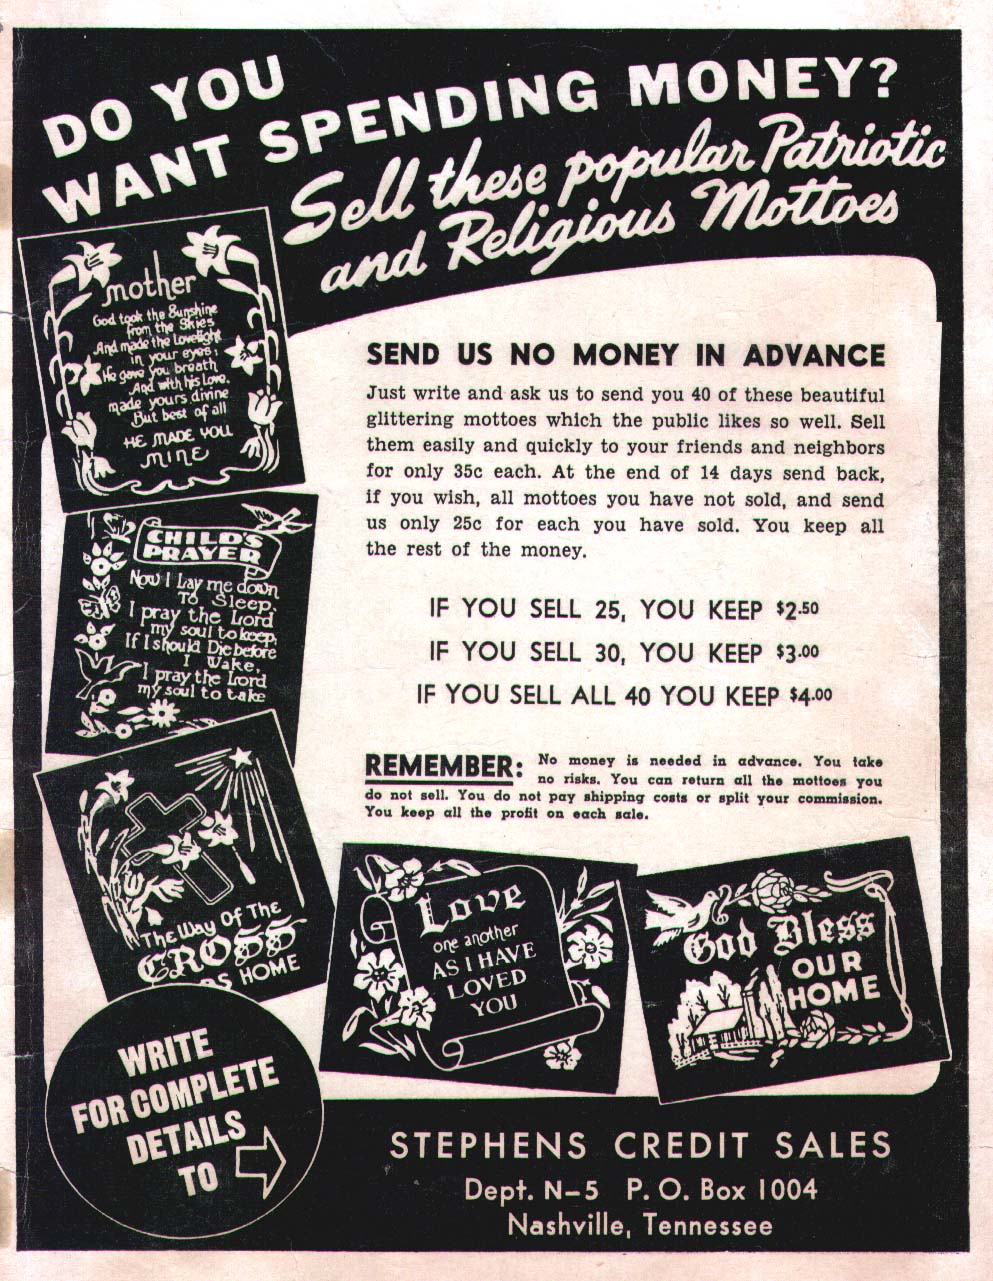 DO YOU
WANT SPENDING MONEY?
Sell these popular Patriotic
and Religious Mottoes
mother
God took the Sunshine
from the Skies
And made the Lovelight
in your eyes;
He gave you breath
And with his Love,
made yours divine
But best of all
HE MADE YOU
MINE
CHILD'S
PRAYER
Now I Lay me down
To Sleep,
I pray the Lord
my soul to keep,
If I should Die before
I Wake,
I pray the Lord
my soul to take
The Way Of The
CROSS
HOME
SEND US NO MONEY IN ADVANCE
Just write and ask us to send you 40 of these beautiful
glittering mottoes which the public likes so well. Sell
them easily and quickly to your friends and neighbors
for only 35c each. At the end of 14 days send back,
if you wish, all mottoes you have not sold, and send
us only 25c for each you have sold. You keep all
the rest of the money.
IF YOU SELL 25, YOU KEEP $2.50
IF YOU SELL 30, YOU KEEP $3.00
IF YOU SELL ALL 40 YOU KEEP $4.00
REMEMBER: No money is needed in advance. You take
no risks. You can return all the mottoes you
do not sell. You do not pay shipping costs or split your commission.
You keep all the profit on each sale.
Love
one another
AS I HAVE
LOVED
YOU
God Bless
OUR
HOME
WRITE
FOR COMPLETE
DETAILS
TO
STEPHENS CREDIT SALES
Dept. N-5 P. O. Box 1004
Nashville, Tennessee